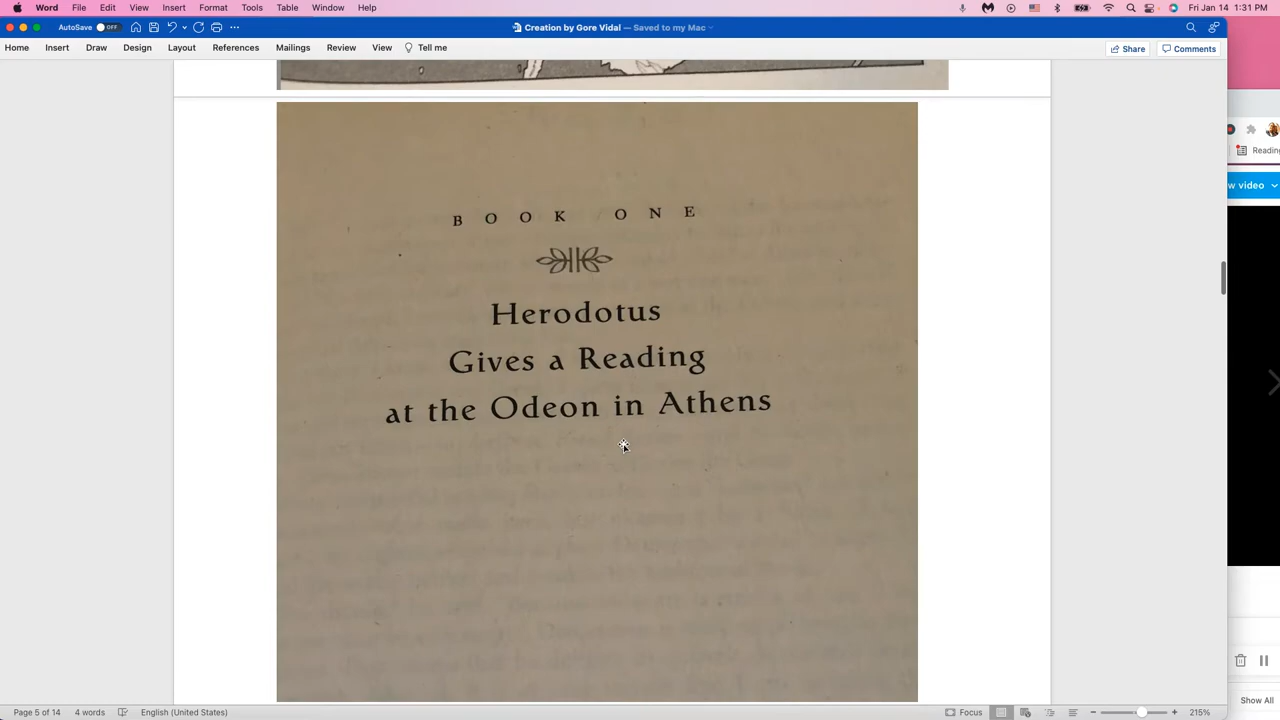 Word File Edit View Insert Format Tools Table Window Help Fri Jan 14 1:31 PM
AutoSave OFF Creation by Gore Vidal — Saved to my Mac
Home Insert Draw Design Layout References Mailings Review View Tell me Share Comments
Reading
w video
BOOK ONE
Herodotus
Gives a Reading
at the Odeon in Athens
Show All
Page 5 of 14 4 words English (United States) Focus 215%